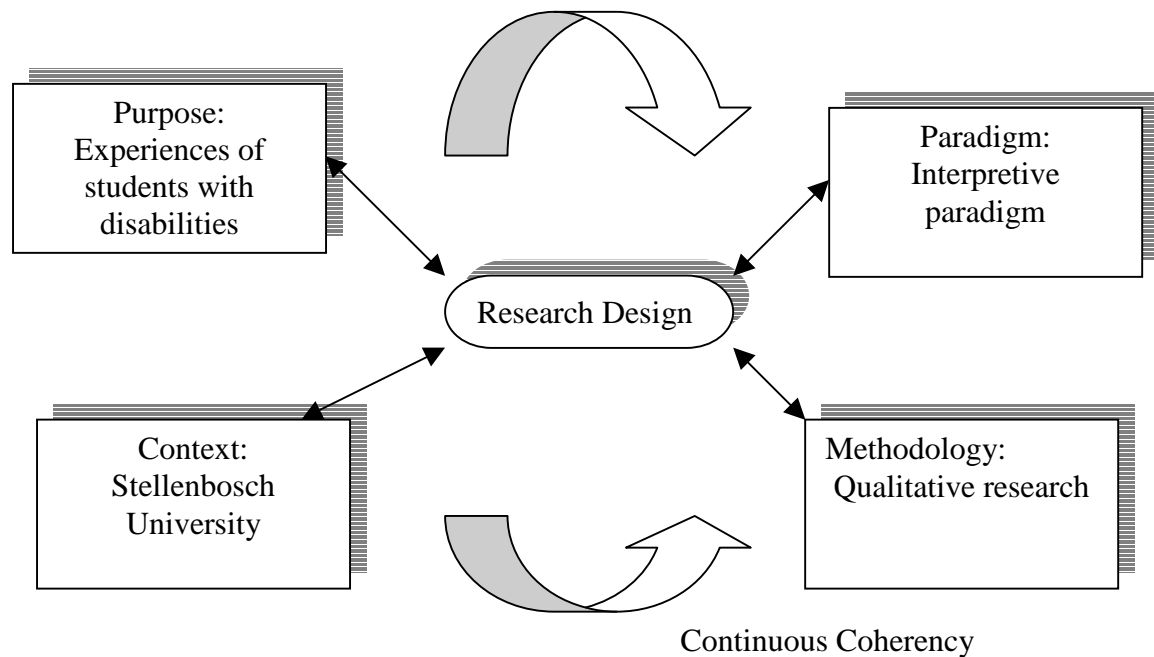 Purpose:
Experiences of
students with
disabilities
Paradigm:
Interpretive
paradigm
Research Design
Context:
Stellenbosch
University
Methodology:
Qualitative research
Continuous Coherency